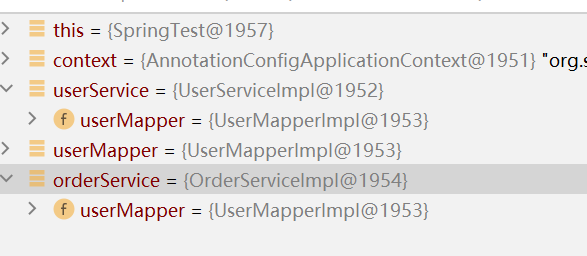 this = {SpringTest@1957}
context = {AnnotationConfigApplicationContext@1951} "org.s
userService = {UserServiceImpl@1952}
f userMapper = {UserMapperImpl@1953}
userMapper = {UserMapperImpl@1953}
orderService = {OrderServiceImpl@1954}
f userMapper = {UserMapperImpl@1953}